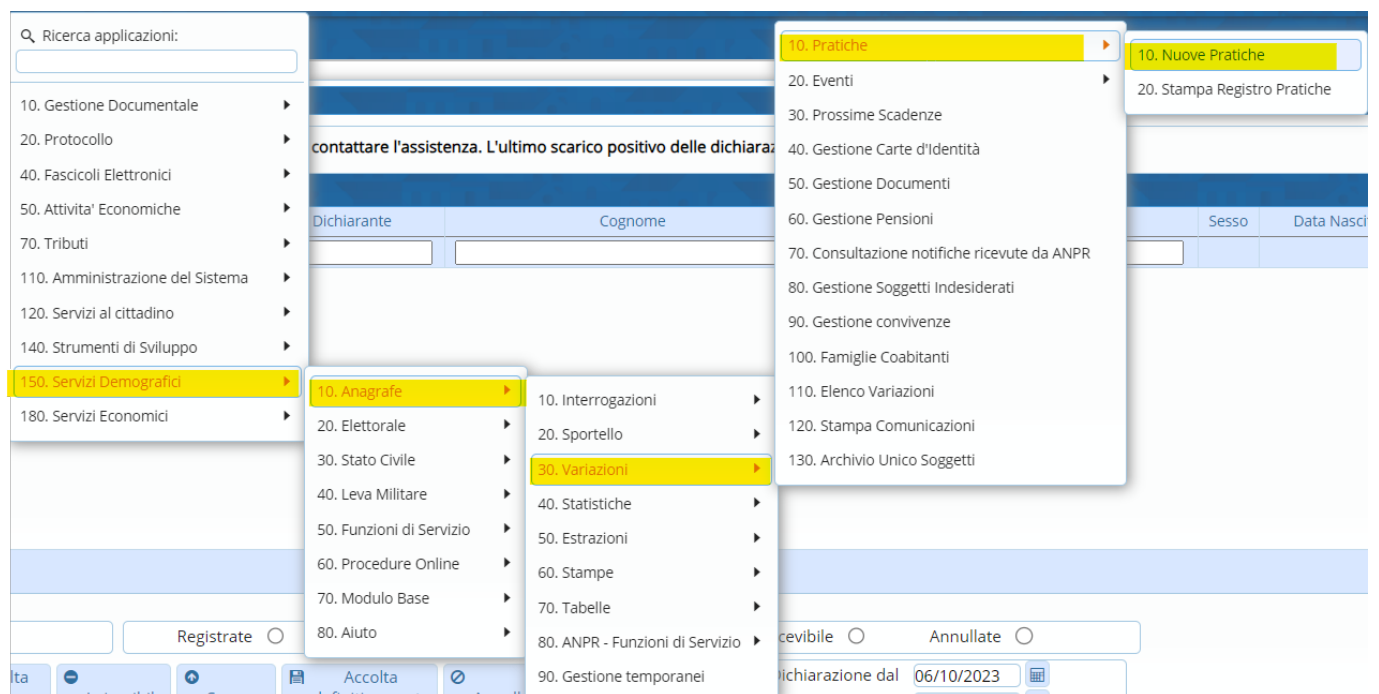 Ricerca applicazioni:
10. Gestione Documentale
20. Protocollo
40. Fascicoli Elettronici
50. Attivita' Economiche
70. Tributi
110. Amministrazione del Sistema
120. Servizi al cittadino
140. Strumenti di Sviluppo
150. Servizi Demografici
180. Servizi Economici
10. Anagrafe
20. Elettorale
30. Stato Civile
40. Leva Militare
50. Funzioni di Servizio
60. Procedure Online
70. Modulo Base
80. Aiuto
10. Interrogazioni
20. Sportello
30. Variazioni
40. Statistiche
50. Estrazioni
60. Stampe
70. Tabelle
80. ANPR - Funzioni di Servizio
90. Gestione temporanei
10. Pratiche
20. Eventi
30. Prossime Scadenze
40. Gestione Carte d'Identità
50. Gestione Documenti
60. Gestione Pensioni
70. Consultazione notifiche ricevute da ANPR
80. Gestione Soggetti Indesiderati
90. Gestione convivenze
100. Famiglie Coabitanti
110. Elenco Variazioni
120. Stampa Comunicazioni
130. Archivio Unico Soggetti
10. Nuove Pratiche
20. Stampa Registro Pratiche
contattare l'assistenza. L'ultimo scarico positivo delle dichiaraz
Dichiarante Cognome Sesso Data Nasci
Registrate cevibile Annullate
lta Accolta ichiarazione dal 06/10/2023